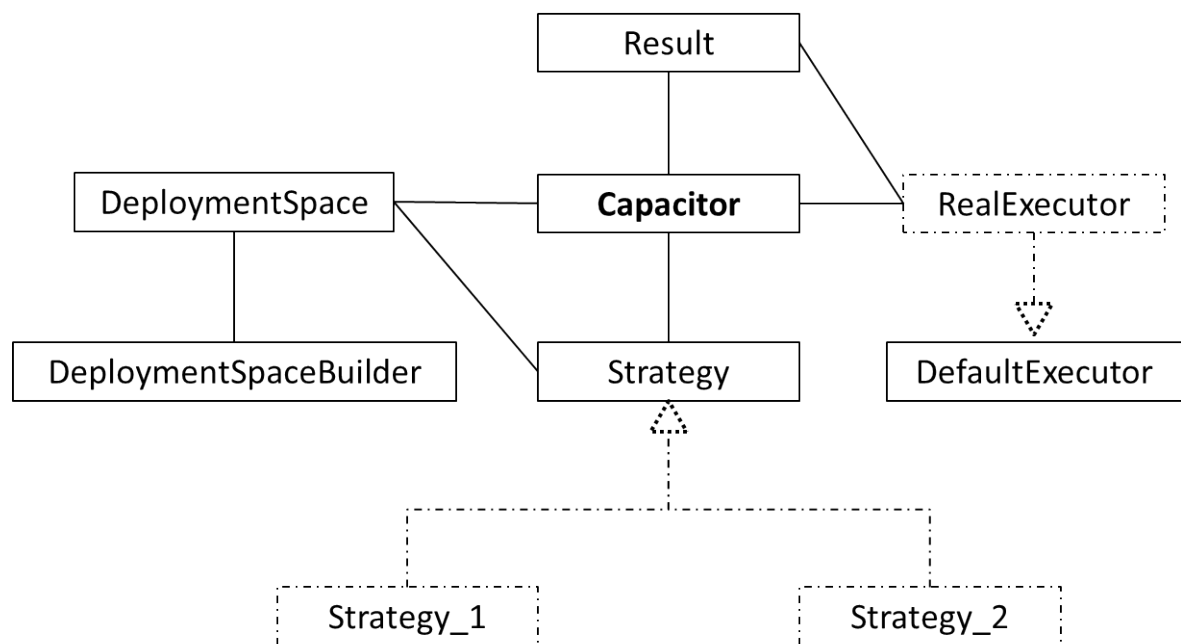 Result
DeploymentSpace
Capacitor
RealExecutor
DeploymentSpaceBuilder
Strategy
DefaultExecutor
Strategy_1
Strategy_2